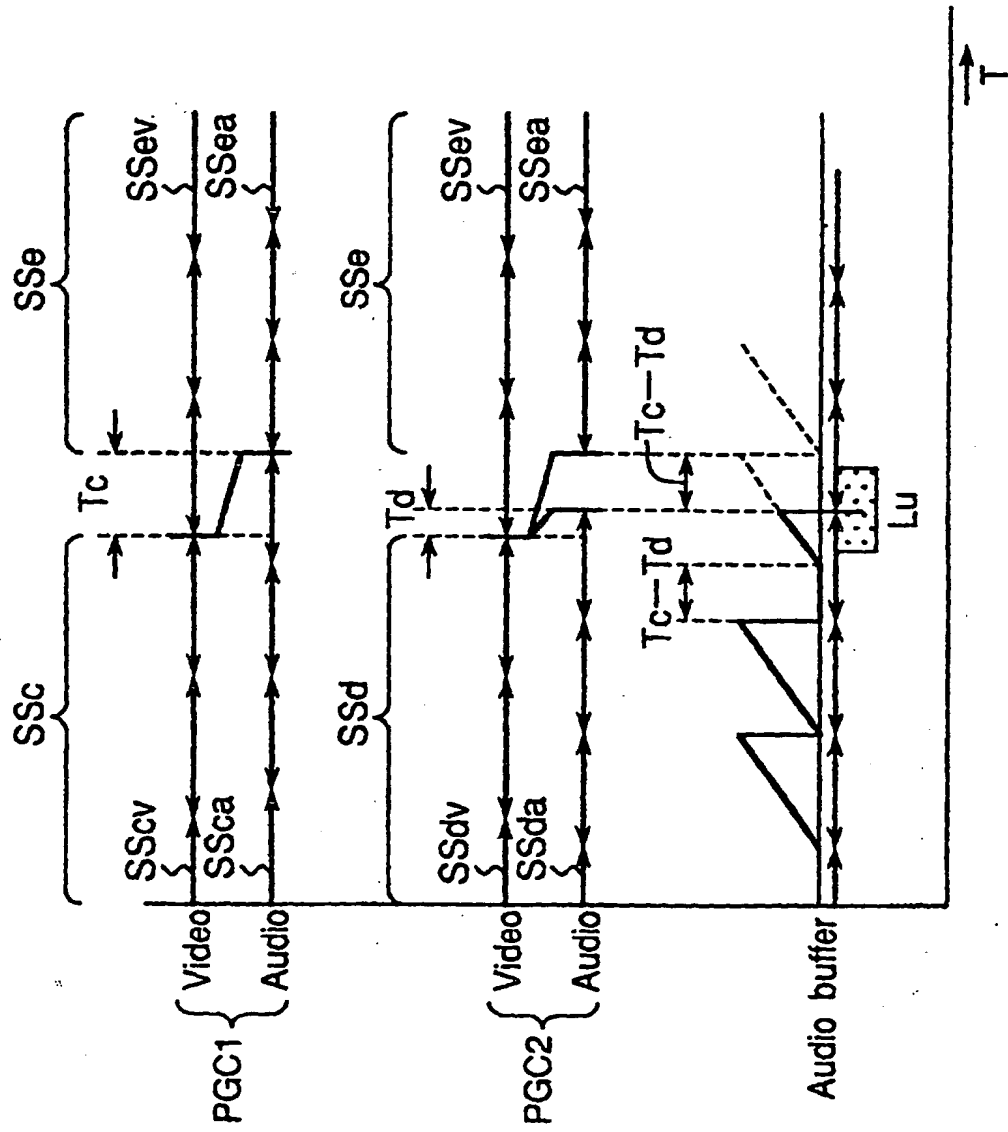 SSc
SSe
Tc
SScv
SSev
SSca
SSea
Video
Audio
PGC1
SSd
SSe
Td
SSdv
SSev
SSda
SSea
Video
Audio
PGC2
Tc—Td
Tc—Td
Audio buffer
Lu
T